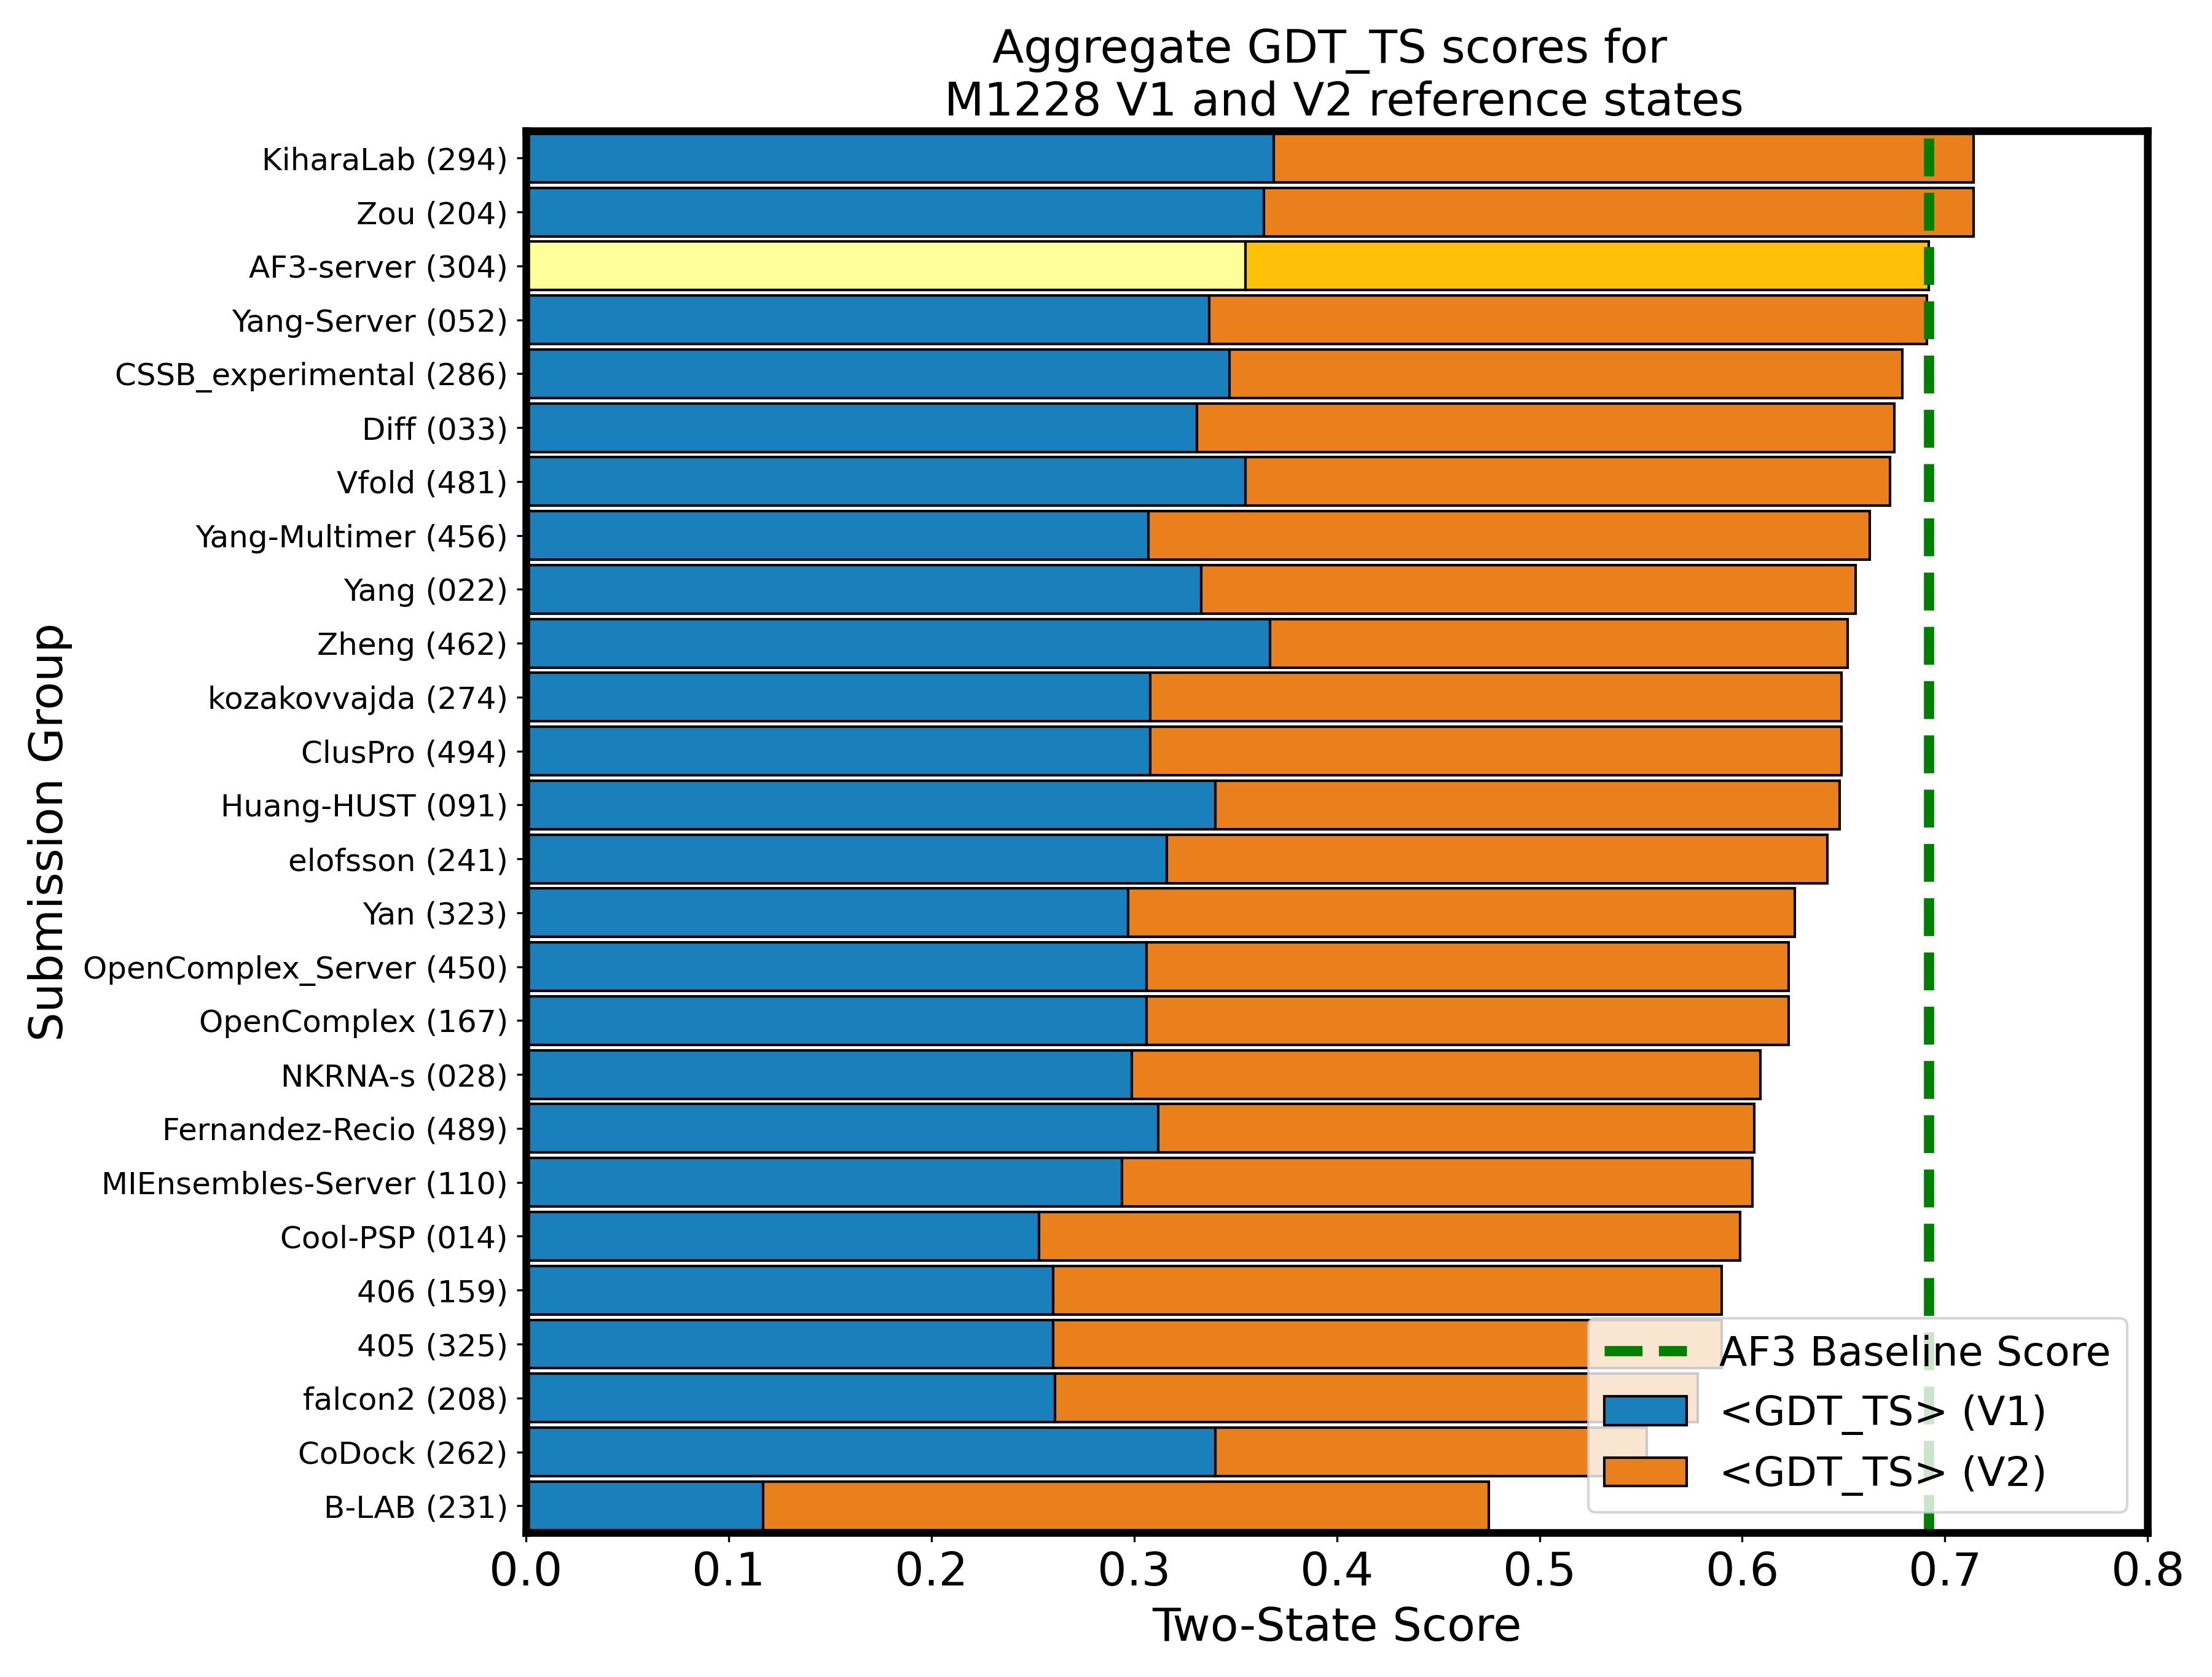 Aggregate GDT_TS scores for
M1228 V1 and V2 reference states
Submission Group
KiharaLab (294)
Zou (204)
AF3-server (304)
Yang-Server (052)
CSSB_experimental (286)
Diff (033)
Vfold (481)
Yang-Multimer (456)
Yang (022)
Zheng (462)
kozakovvajda (274)
ClusPro (494)
Huang-HUST (091)
elofsson (241)
Yan (323)
OpenComplex_Server (450)
OpenComplex (167)
NKRNA-s (028)
Fernandez-Recio (489)
MIEnsembles-Server (110)
Cool-PSP (014)
406 (159)
405 (325)
falcon2 (208)
CoDock (262)
B-LAB (231)
AF3 Baseline Score
<GDT_TS> (V1)
<GDT_TS> (V2)
0.0 0.1 0.2 0.3 0.4 0.5 0.6 0.7 0.8
Two-State Score